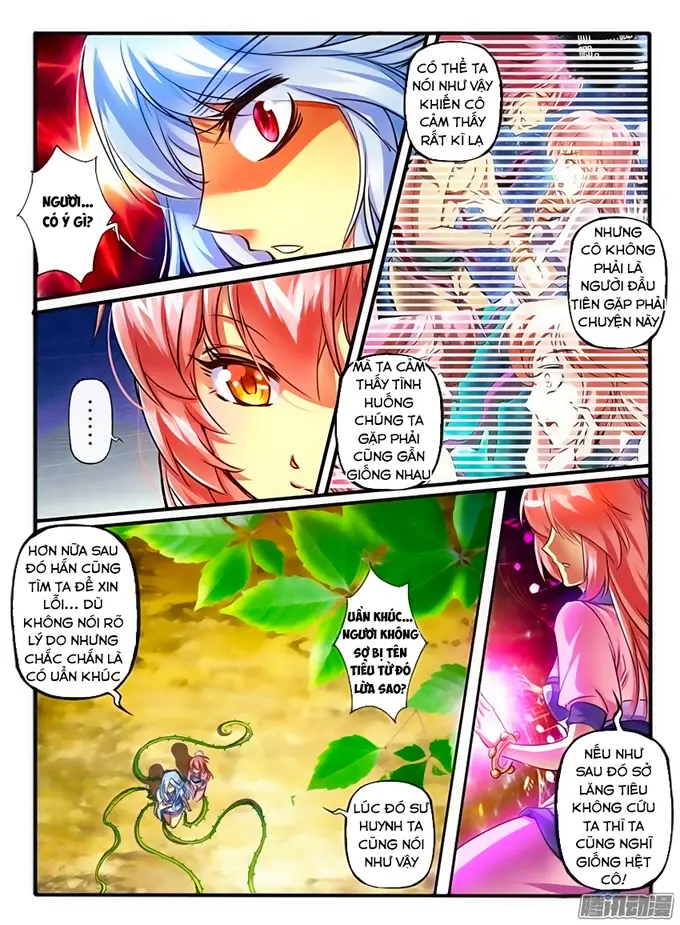 NGƯƠI...
CÓ Ý GÌ?
CÓ THỂ TA
NÓI NHƯ VẬY
KHIẾN CÔ
CẢM THẤY
RẤT KÌ LẠ
NHƯNG
CÔ KHÔNG
PHẢI LÀ
NGƯỜI ĐẦU
TIÊN GẶP PHẢI
CHUYỆN NÀY
. . . .
MÀ TA CẢM
THẤY TÌNH
HUỐNG
CHÚNG TA
GẶP PHẢI
CŨNG GẦN
GIỐNG NHAU
HƠN NỮA SAU
ĐÓ HẮN CŨNG
TÌM TA ĐỂ XIN
LỖI... DÙ
KHÔNG NÓI RÕ
LÝ DO NHƯNG
CHẮC CHẮN LÀ
CÓ UẨN KHÚC
UẨN KHÚC...
NGƯƠI KHÔNG
SỢ BỊ TÊN
TIỂU TỬ ĐÓ
LỪA SAO?
LÚC ĐÓ SƯ
HUYNH TA
CŨNG NÓI
NHƯ VẬY
NẾU NHƯ
SAU ĐÓ SỞ
LĂNG TIÊU
KHÔNG CỨU
TA THÌ TA
CŨNG NGHĨ
GIỐNG HỆT
CÔ!
腾讯动漫